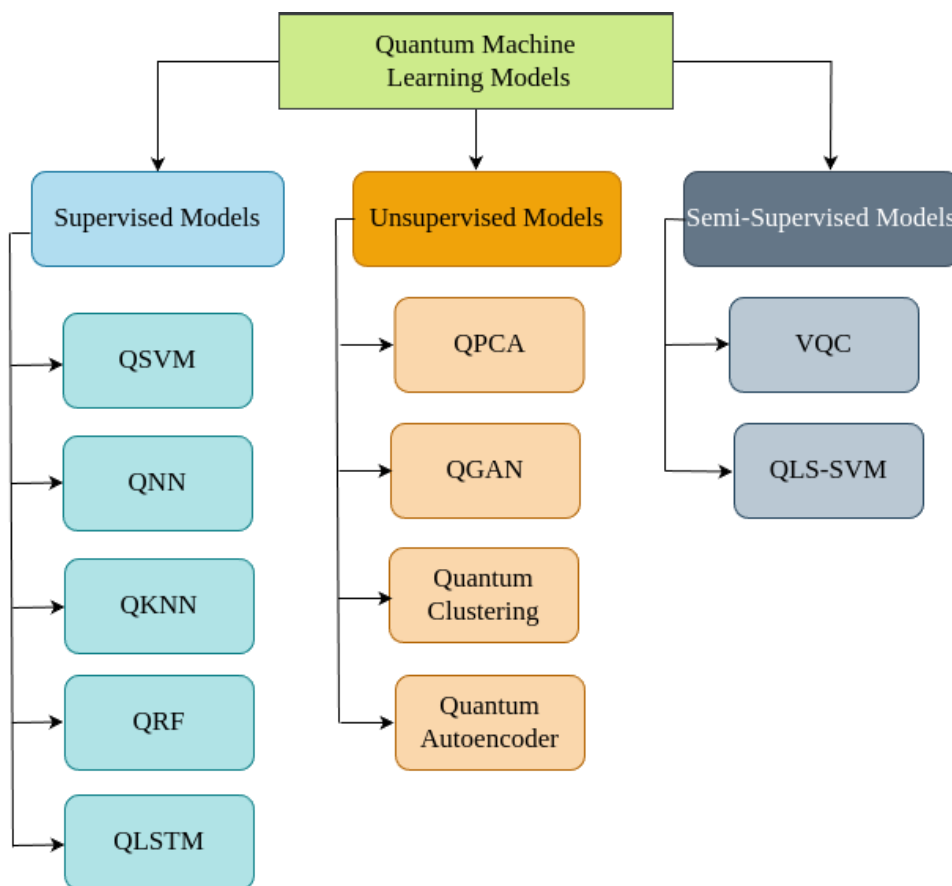 Quantum Machine
Learning Models
Supervised Models
Unsupervised Models
Semi-Supervised Models
QSVM
QNN
QKNN
QRF
QLSTM
QPCA
QGAN
Quantum
Clustering
Quantum
Autoencoder
VQC
QLS-SVM